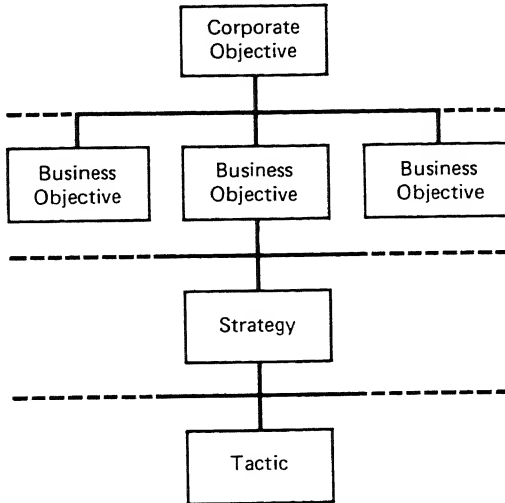 Corporate
Objective
Business
Objective
Business
Objective
Business
Objective
Strategy
Tactic